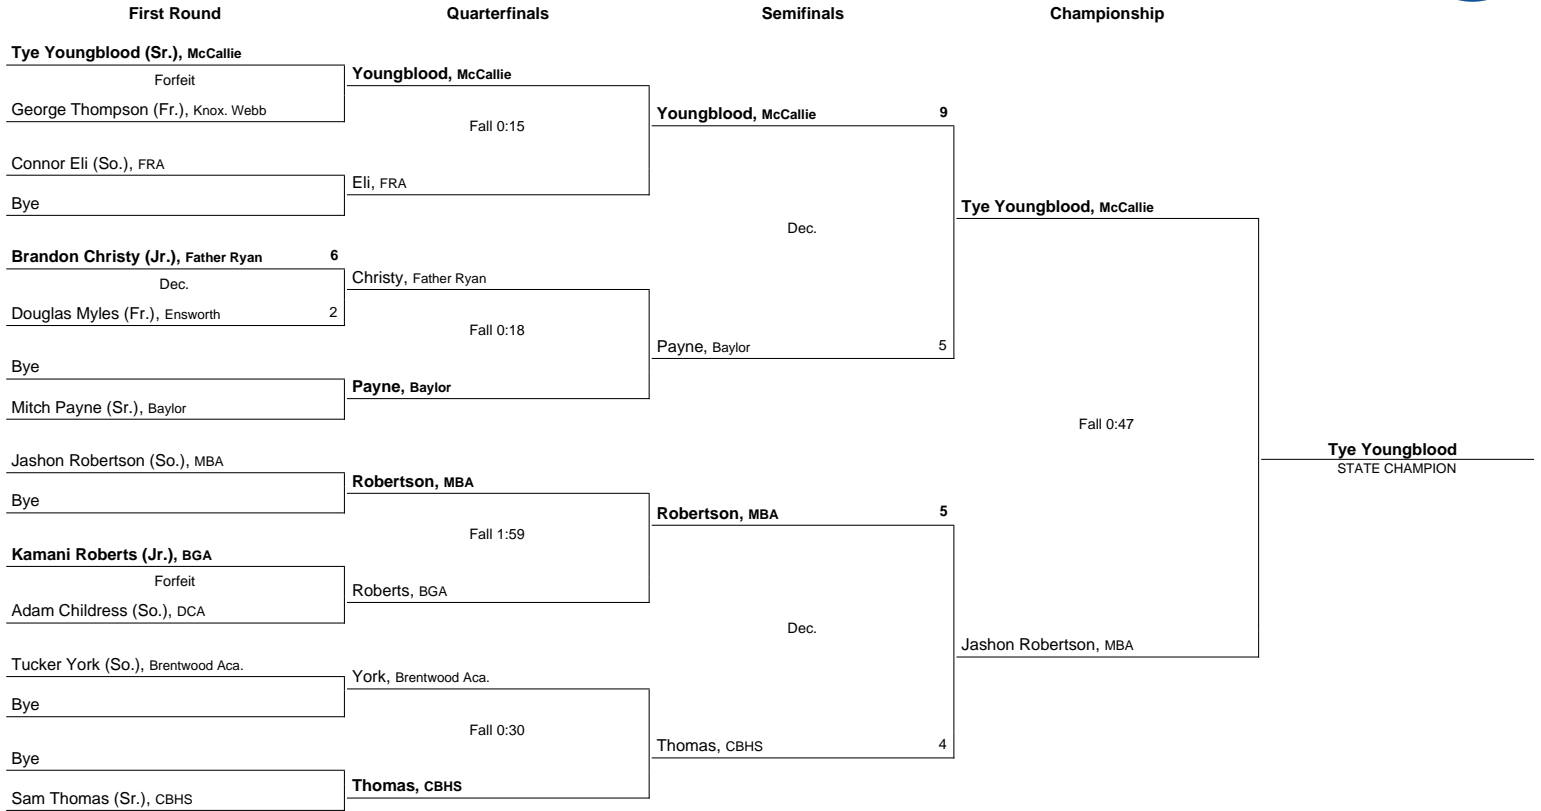 First Round
Quarterfinals
Semifinals
Championship
Tye Youngblood (Sr.), McCallie
Forfeit
George Thompson (Fr.), Knox. Webb
Connor Eli (So.), FRA
Bye
Brandon Christy (Jr.), Father Ryan 6
Dec.
Douglas Myles (Fr.), Ensworth 2
Bye
Mitch Payne (Sr.), Baylor
Jashon Robertson (So.), MBA
Bye
Kamani Roberts (Jr.), BGA
Forfeit
Adam Childress (So.), DCA
Tucker York (So.), Brentwood Aca.
Bye
Bye
Sam Thomas (Sr.), CBHS
Youngblood, McCallie
Fall 0:15
Eli, FRA
Christy, Father Ryan
Fall 0:18
Payne, Baylor
Robertson, MBA
Fall 1:59
Roberts, BGA
York, Brentwood Aca.
Fall 0:30
Thomas, CBHS
Youngblood, McCallie 9
Dec.
Payne, Baylor 5
Robertson, MBA 5
Dec.
Thomas, CBHS 4
Tye Youngblood, McCallie
Fall 0:47
Jashon Robertson, MBA
Tye Youngblood
STATE CHAMPION